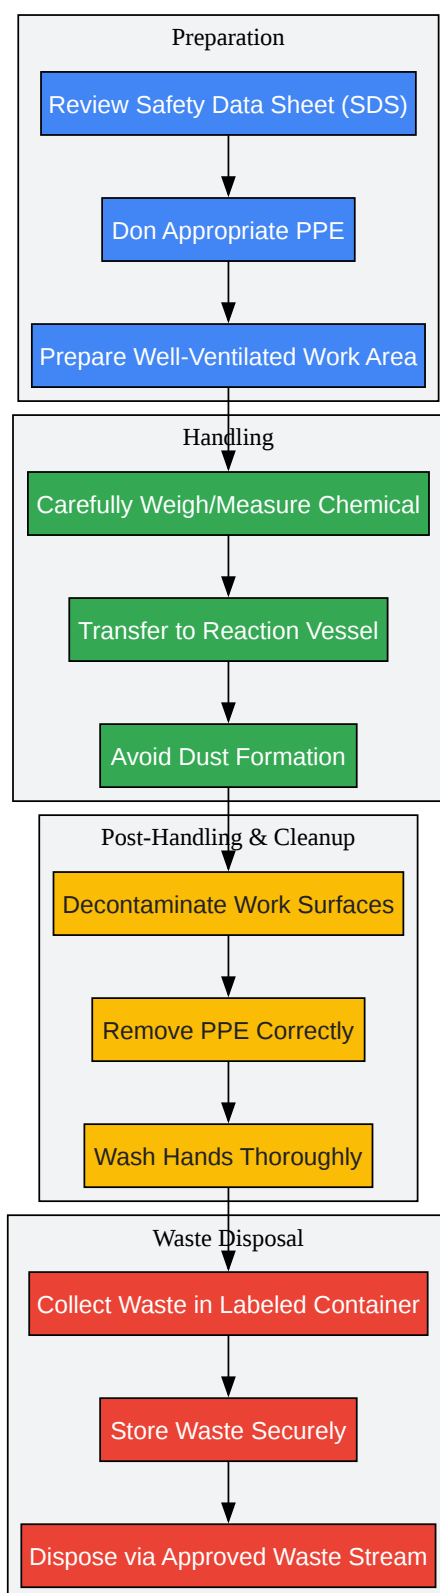 Preparation
Review Safety Data Sheet (SDS)
Don Appropriate PPE
Prepare Well-Ventilated Work Area
Handling
Carefully Weigh/Measure Chemical
Transfer to Reaction Vessel
Avoid Dust Formation
Post-Handling & Cleanup
Decontaminate Work Surfaces
Remove PPE Correctly
Wash Hands Thoroughly
Waste Disposal
Collect Waste in Labeled Container
Store Waste Securely
Dispose via Approved Waste Stream